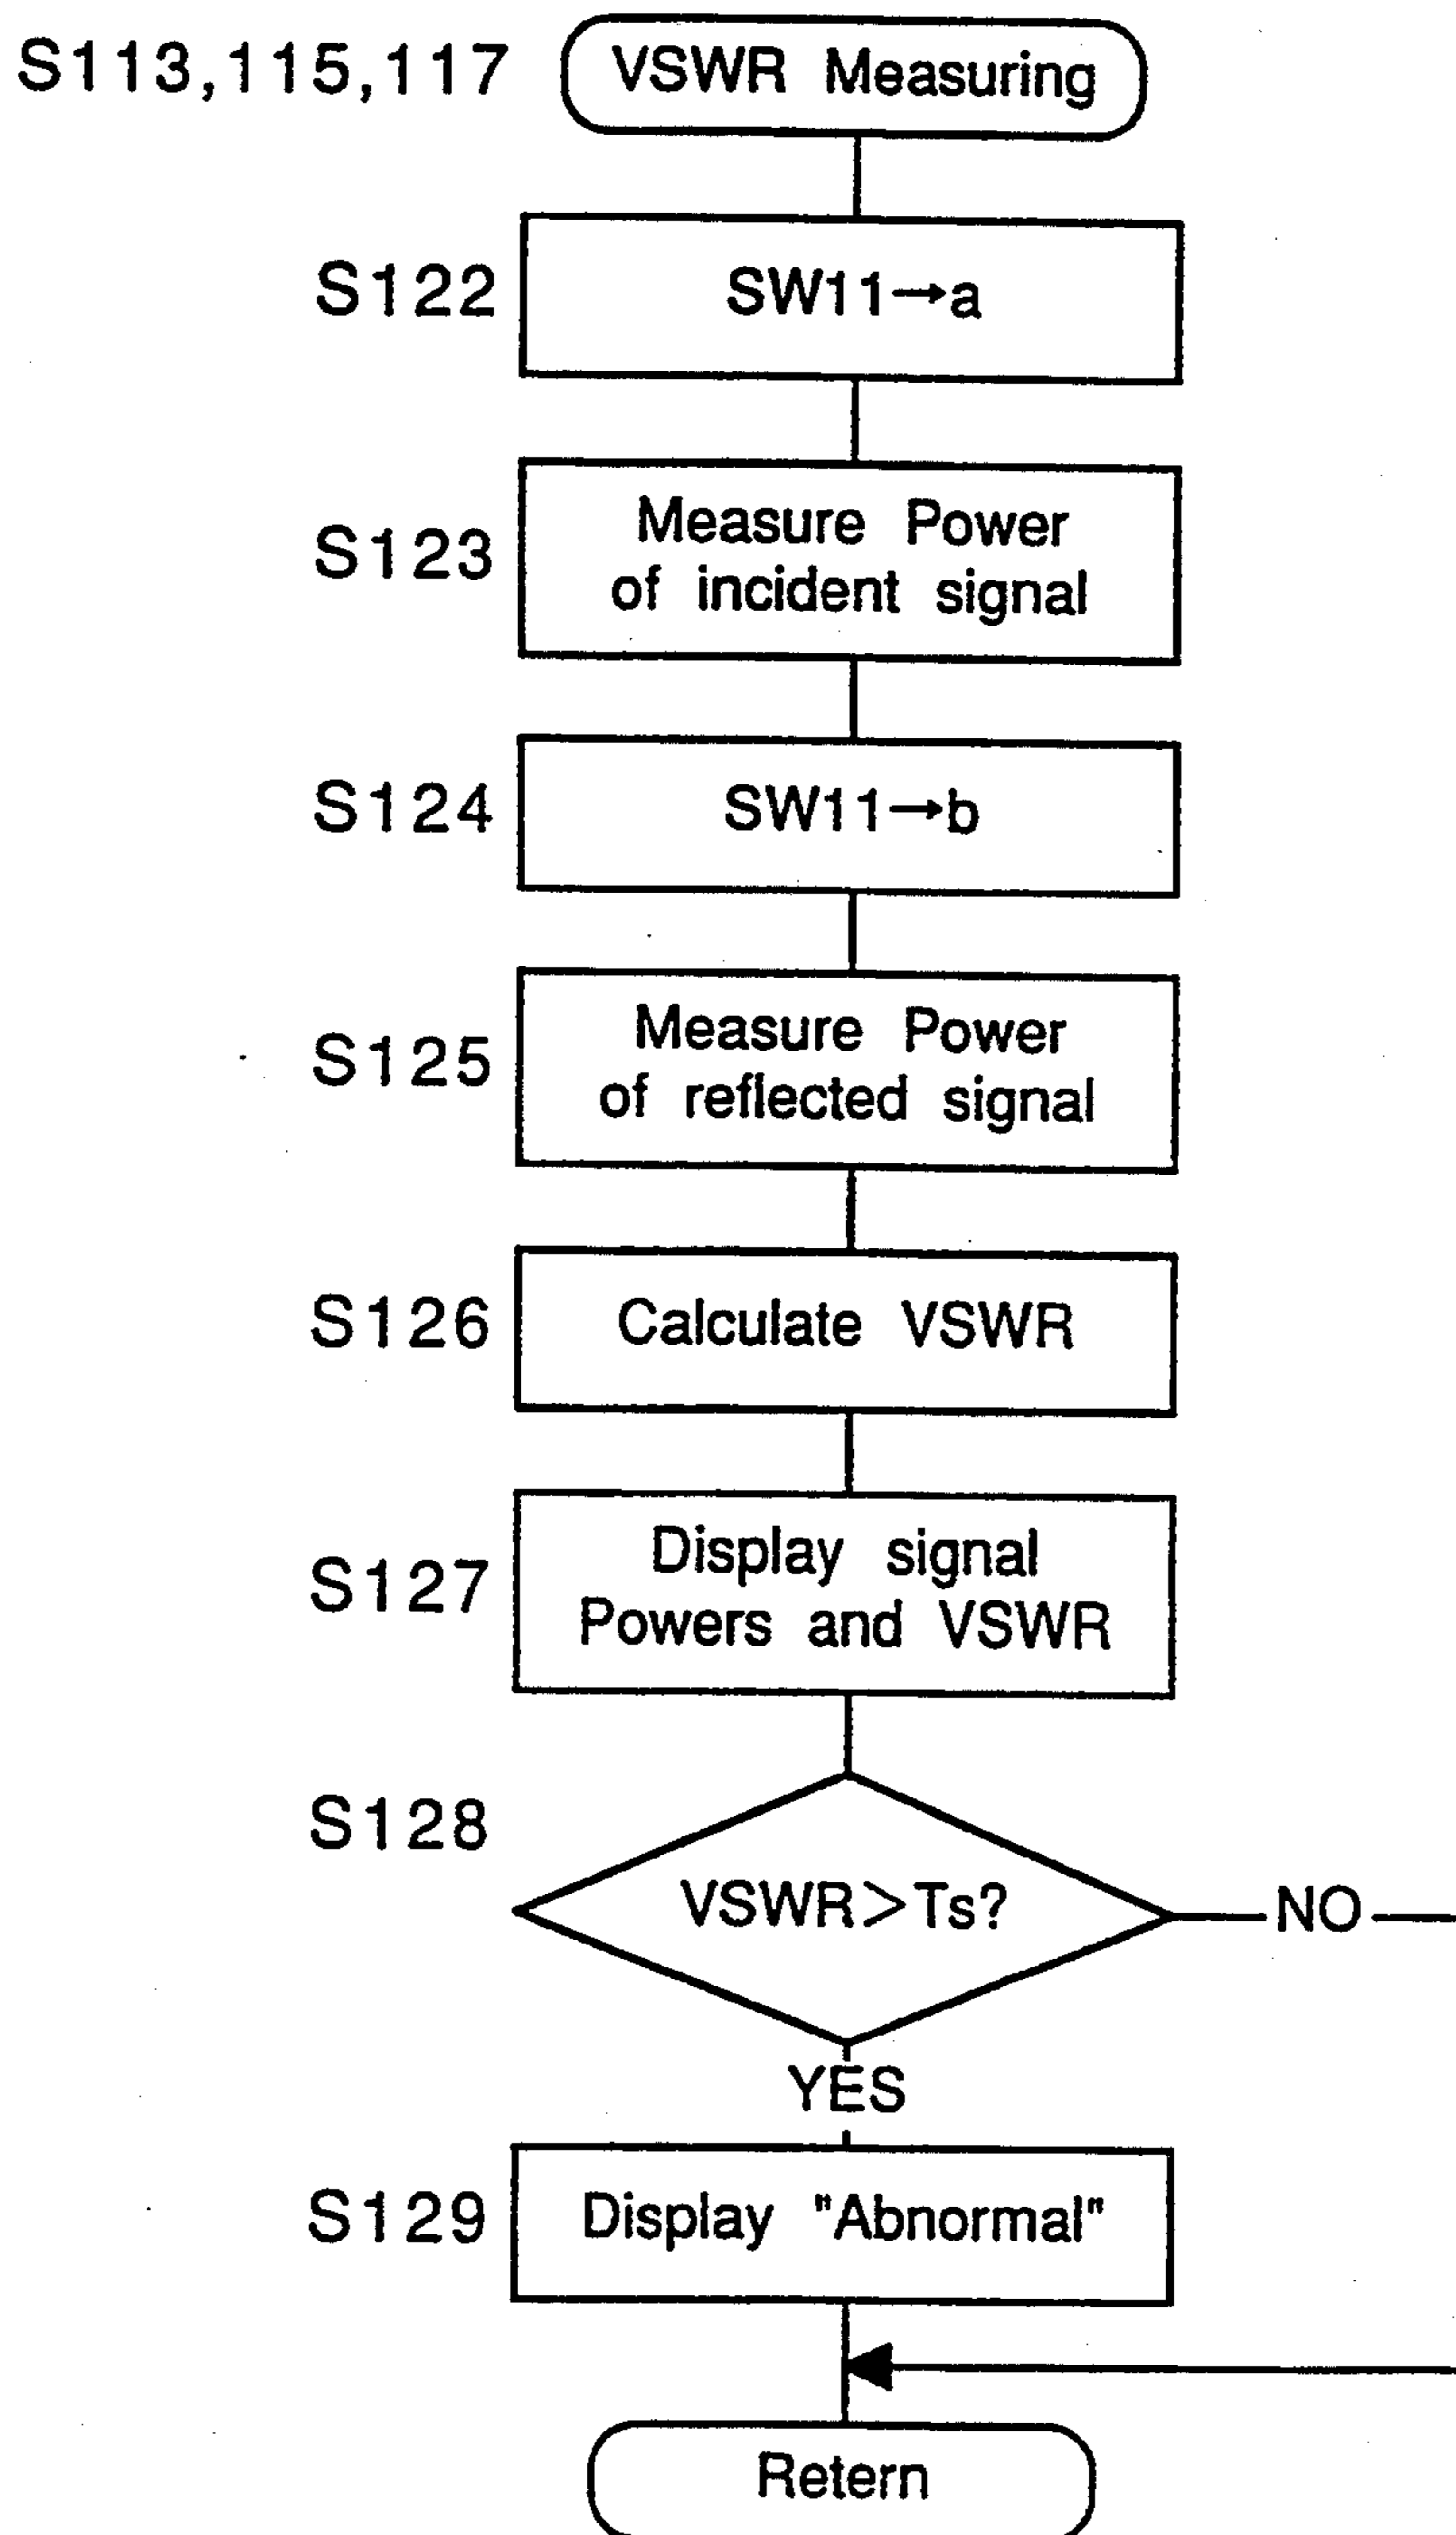 S113,115,117 VSWR Measuring
S122 SW11→a
S123 Measure Power
of incident signal
S124 SW11→b
S125 Measure Power
of reflected signal
S126 Calculate VSWR
S127 Display signal
Powers and VSWR
S128 VSWR>Ts?
NO
YES
S129 Display "Abnormal"
Retern